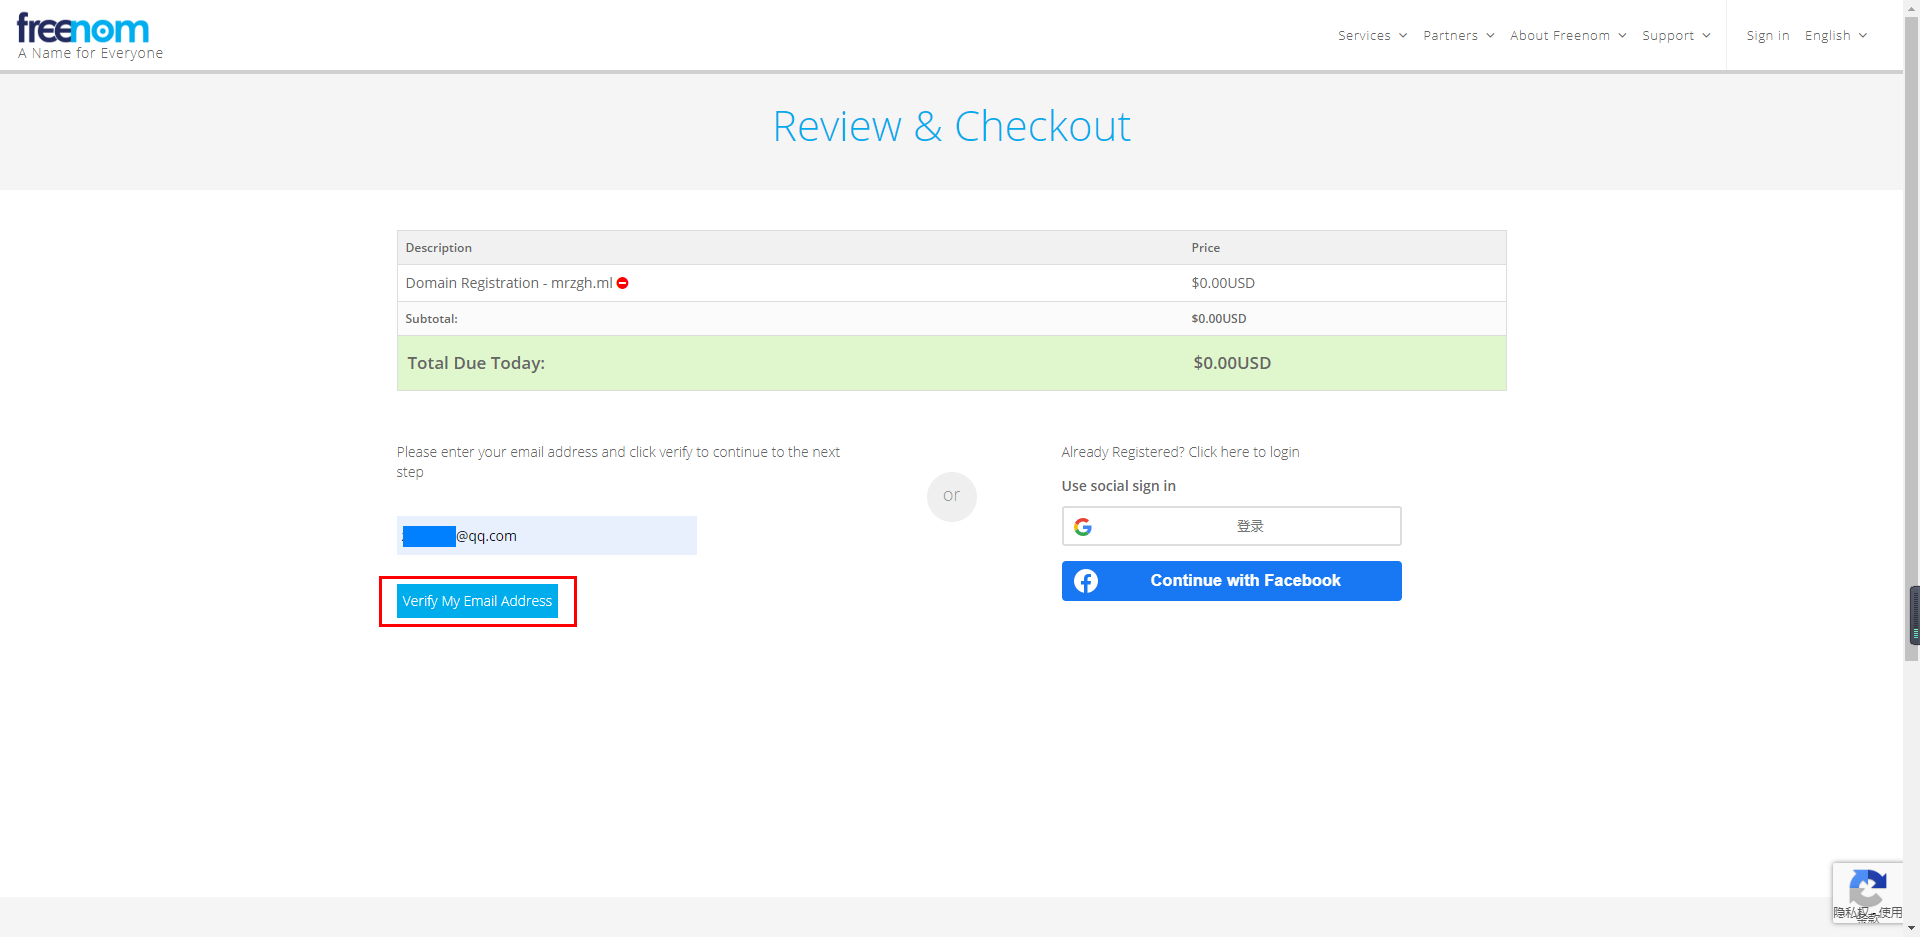 freenom
A Name for Everyone
Services
Partners
About Freenom
Support
Sign in
English
Review & Checkout
Description Price
Domain Registration - mrzgh.ml $0.00USD
Subtotal: $0.00USD
Total Due Today: $0.00USD
Please enter your email address and click verify to continue to the next
step
@qq.com
Verify My Email Address
or
Already Registered? Click here to login
Use social sign in
登录
Continue with Facebook
隐私权 - 使用
条款